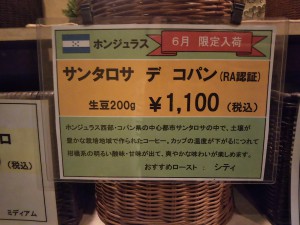 ホンジュラス
6月 限定入荷
サンタロサ デ コパン(RA認証)
生豆200g ¥1,100(税込)
ホンジュラス西部・コパン県の中心都市サンタロサの中で、土壌が
豊かな栽培地域で作られたコーヒー。カップの温度が下がるにつれて
柑橘系の明るい酸味・甘味が出て、爽やかな味わいが楽しめます。
おすすめロースト : シティ
ロ
(税込)
ミディアム